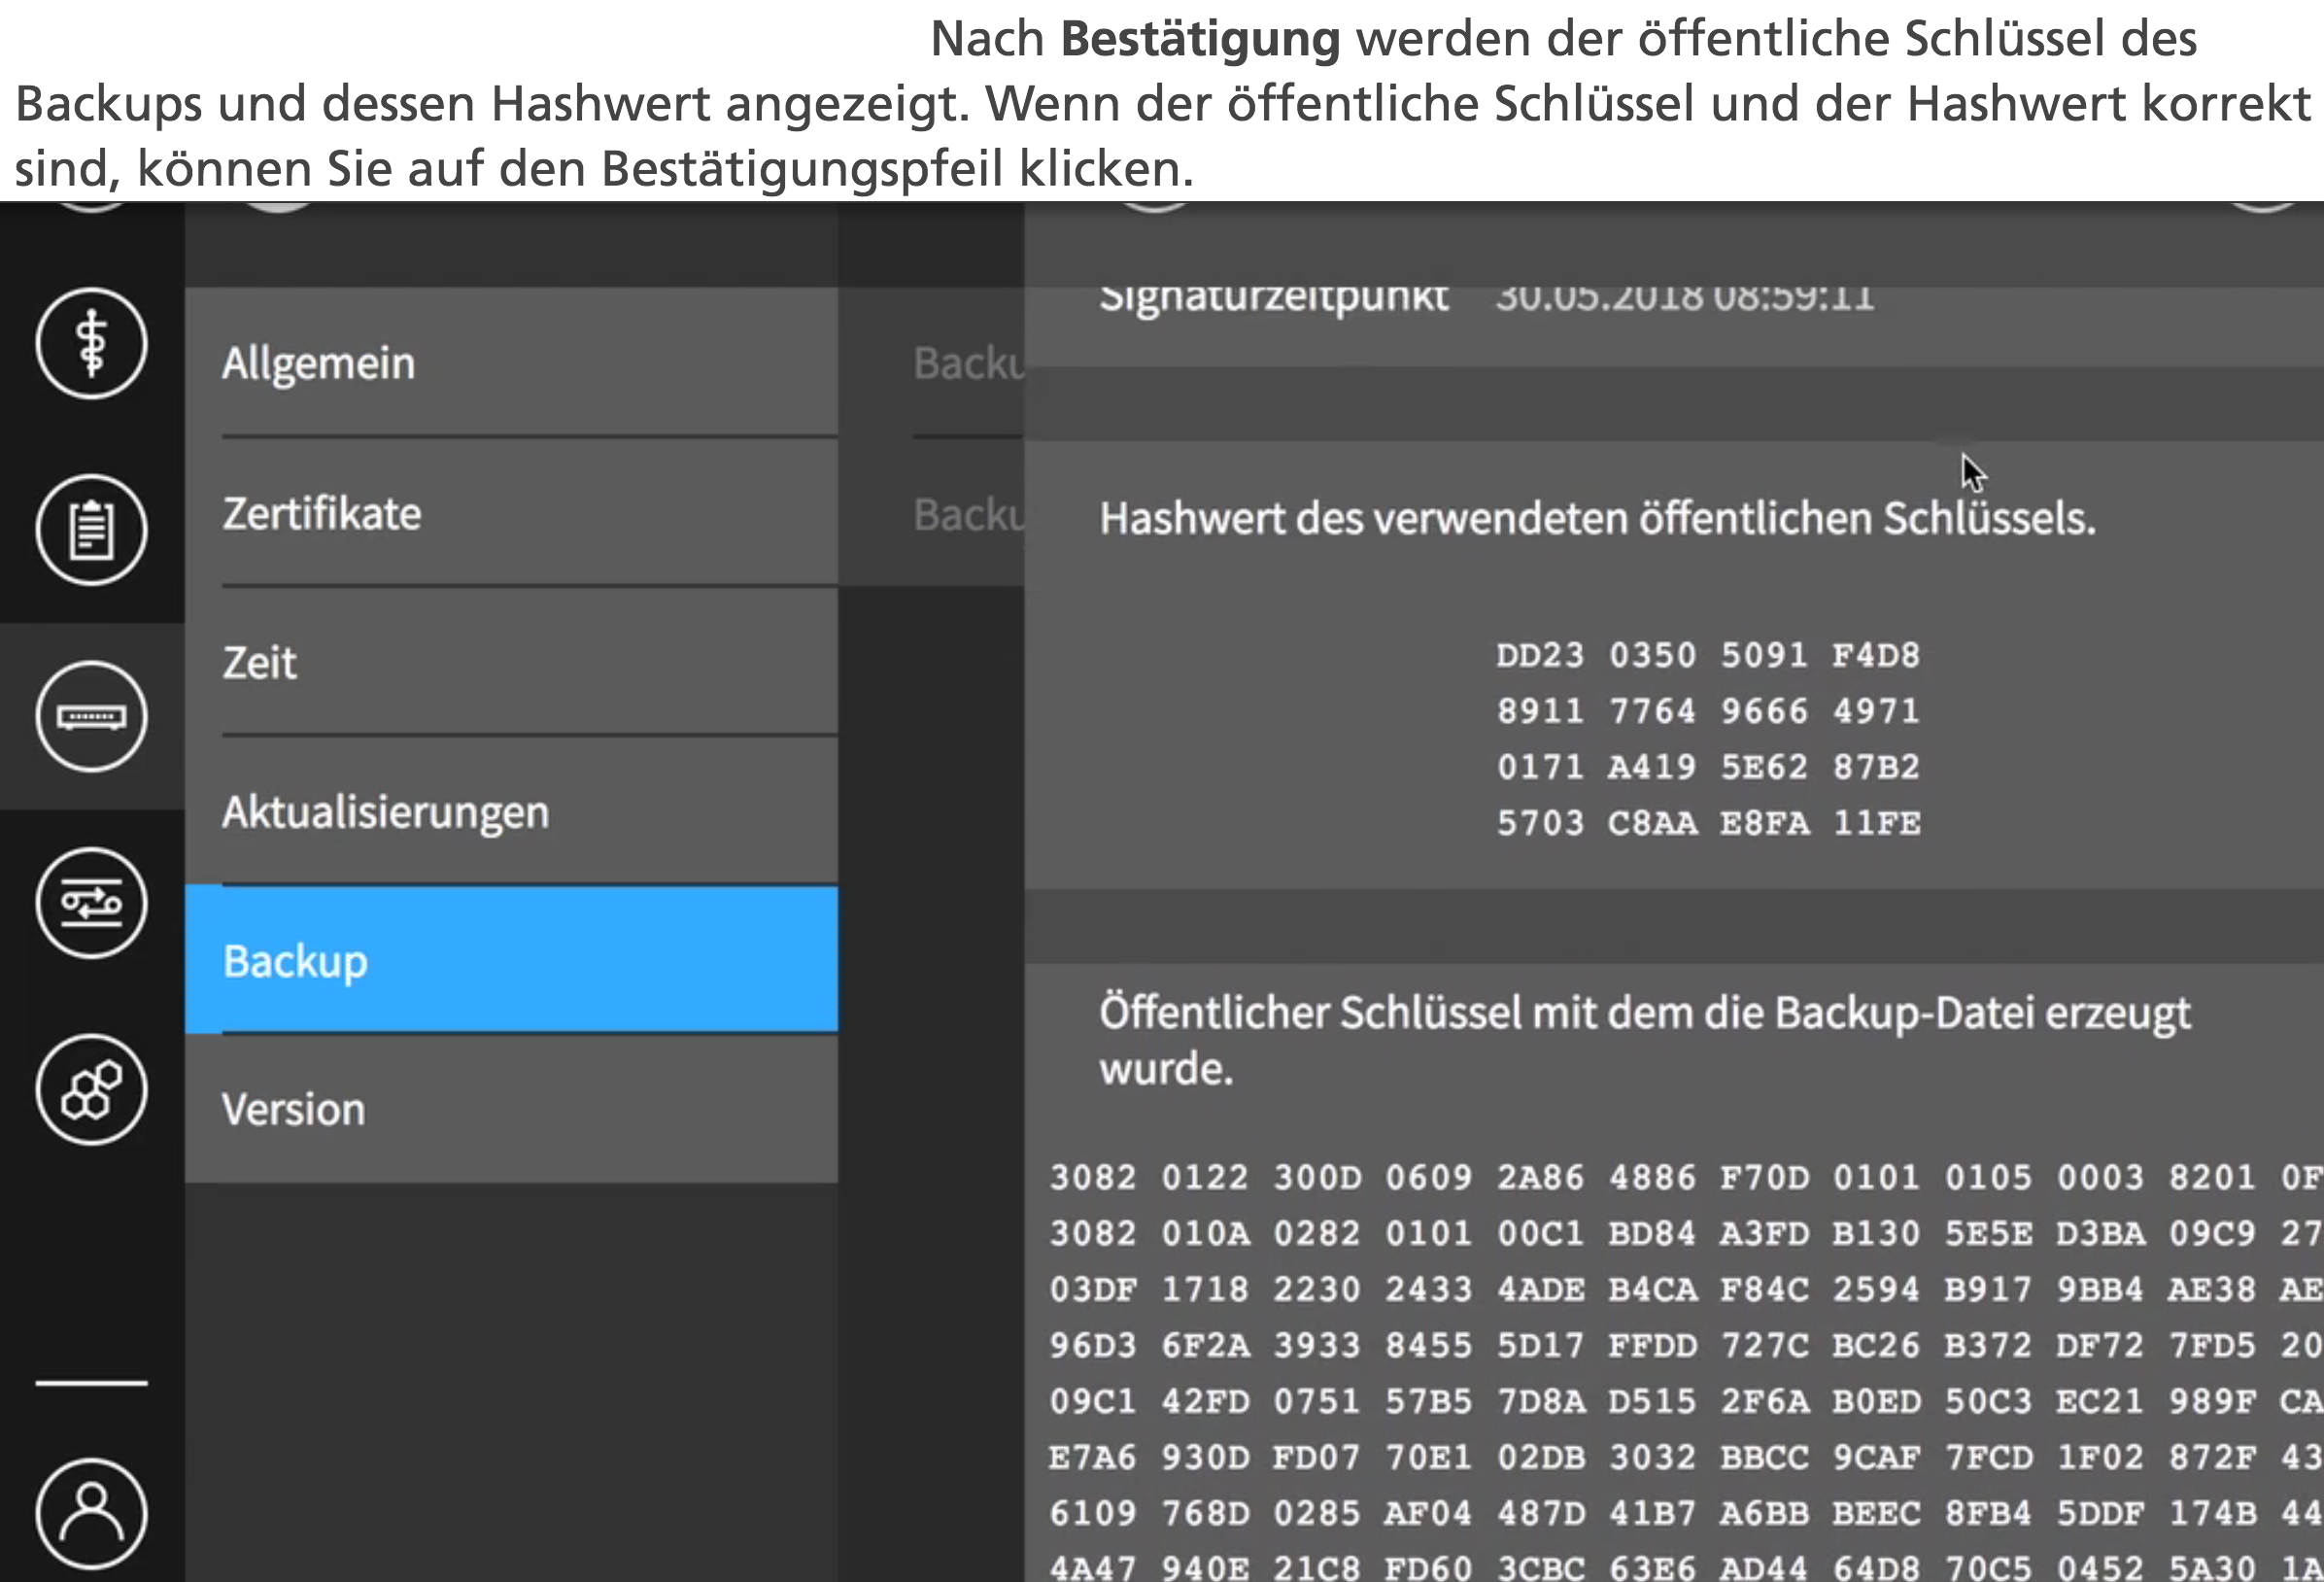 Nach Bestätigung werden der öffentliche Schlüssel des
Backups und dessen Hashwert angezeigt. Wenn der öffentliche Schlüssel und der Hashwert korrekt
sind, können Sie auf den Bestätigungspfeil klicken.
Allgemein
Zertifikate
Zeit
Aktualisierungen
Backup
Version
Backu
Backu
Signaturzeitpunkt 30.05.2018 08:59:11
Hashwert des verwendeten öffentlichen Schlüssels.
DD23 0350 5091 F4D8
8911 7764 9666 4971
0171 A419 5E62 87B2
5703 C8AA E8FA 11FE
Öffentlicher Schlüssel mit dem die Backup-Datei erzeugt
wurde.
3082 0122 300D 0609 2A86 4886 F70D 0101 0105 0003 8201 0F
3082 010A 0282 0101 00C1 BD84 A3FD B130 5E5E D3BA 09C9 27
03DF 1718 2230 2433 4ADE B4CA F84C 2594 B917 9BB4 AE38 AE
96D3 6F2A 3933 8455 5D17 FFDD 727C BC26 B372 DF72 7FD5 20
09C1 42FD 0751 57B5 7D8A D515 2F6A B0ED 50C3 EC21 989F CA
E7A6 930D FD07 70E1 02DB 3032 BBCC 9CAF 7FCD 1F02 872F 43
6109 768D 0285 AF04 487D 41B7 A6BB BEEC 8FB4 5DDF 174B 44
4A47 940E 21C8 FD60 3CBC 63E6 AD44 64D8 70C5 0452 5A30 1A